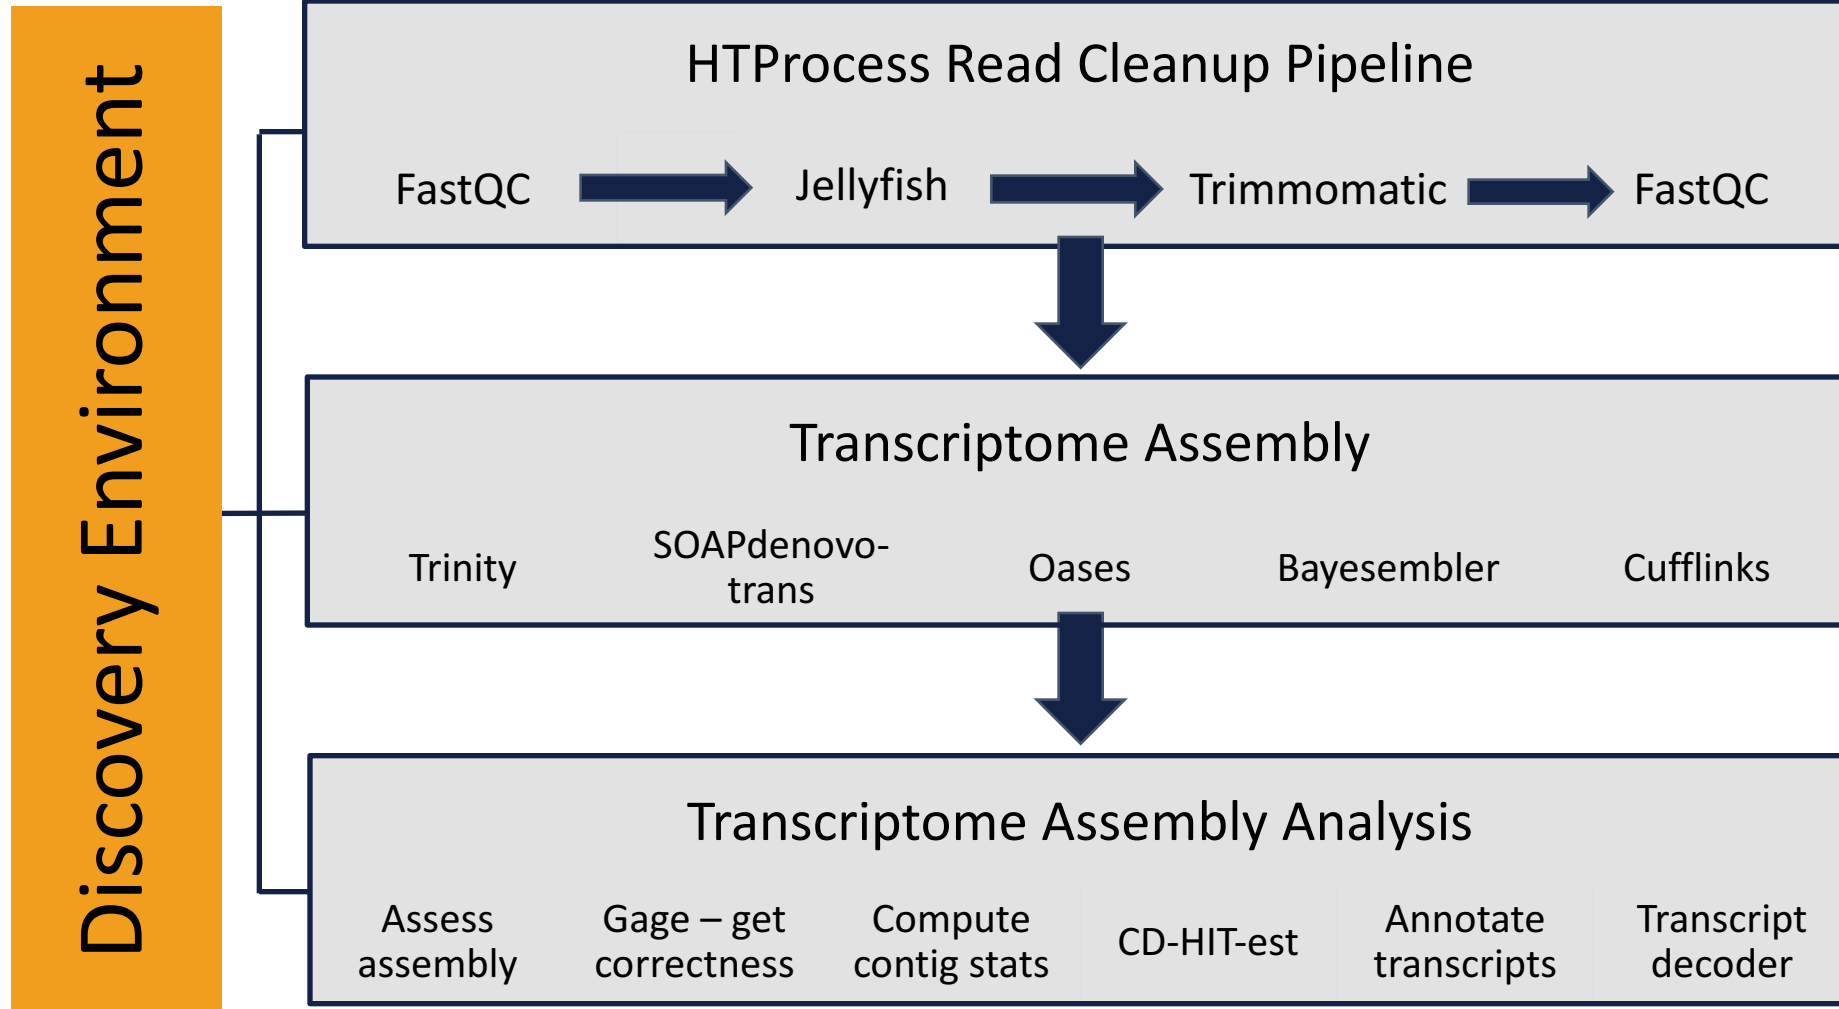 Discovery Environment
HTProcess Read Cleanup Pipeline
FastQC
Jellyfish
Trimmomatic
FastQC
Transcriptome Assembly
Trinity
SOAPdenovo-
trans
Oases
Bayesembler
Cufflinks
Transcriptome Assembly Analysis
Assess
assembly
Gage – get
correctness
Compute
contig stats
CD-HIT-est
Annotate
transcripts
Transcript
decoder